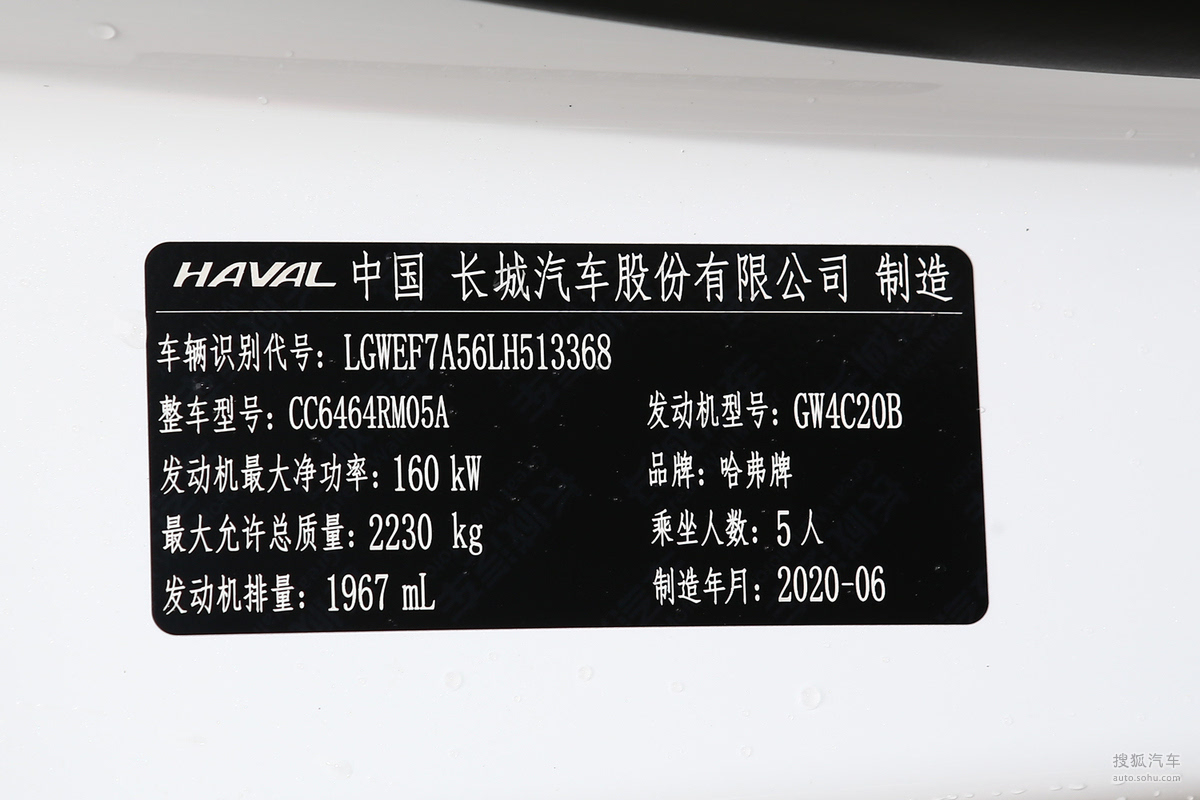 HAVAL 中国 长城汽车股份有限公司 制造
车辆识别代号：LGWEF7A56LH513368
整车型号：CC6464RM05A 发动机型号：GW4C20B
发动机最大净功率：160 kW 品牌：哈弗牌
最大允许总质量：2230 kg 乘坐人数：5人
发动机排量：1967 mL 制造年月：2020-06
搜狐汽车
auto.sohu.com